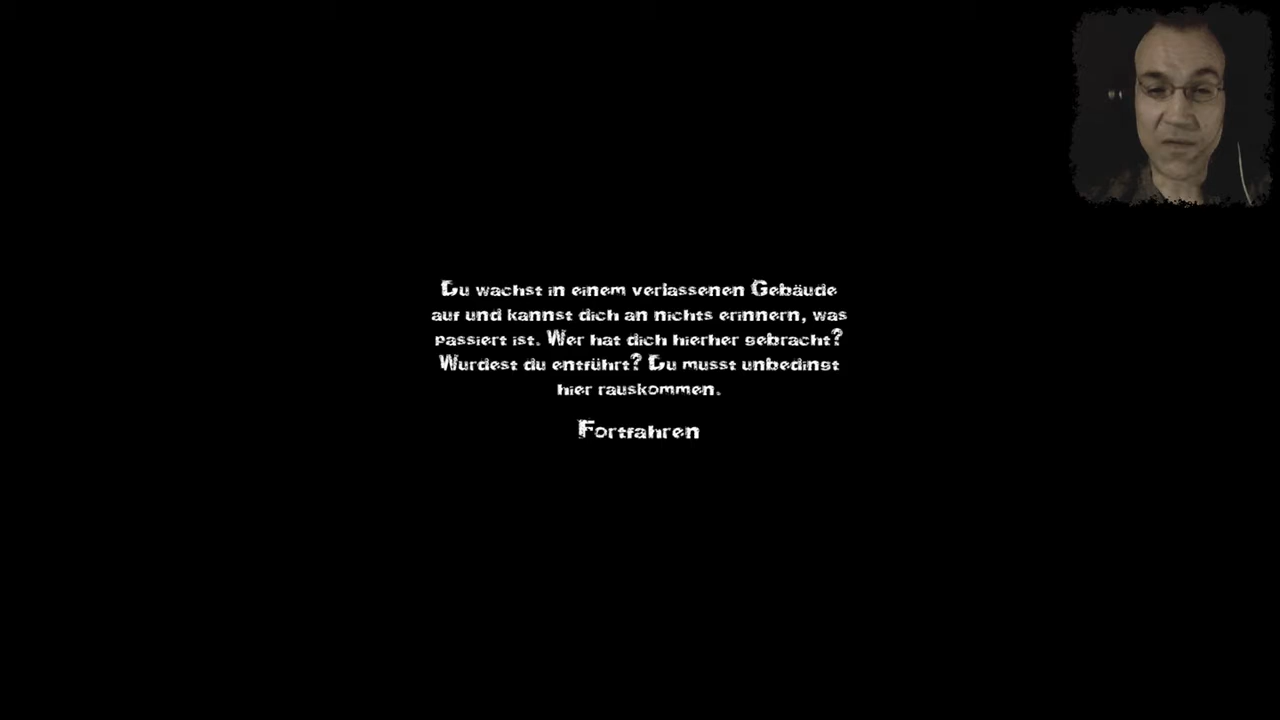 Du wachst in einem verlassenen Gebäude
auf und kannst dich an nichts erinnern, was
passiert ist. Wer hat dich hierher gebracht?
Wurdest du entführt? Du musst unbedingt
hier rauskommen.
Fortfahren